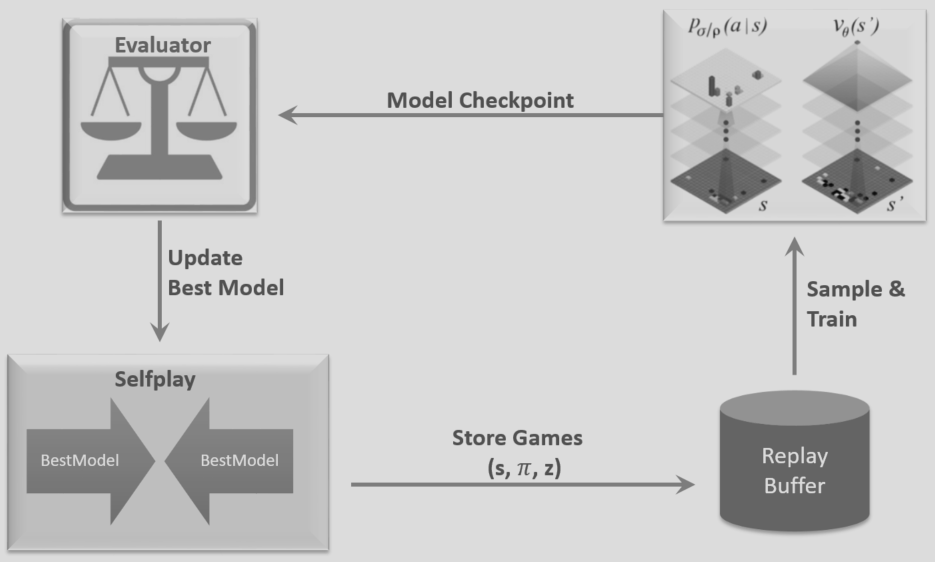 Evaluator
Model Checkpoint
pσ/ρ(a|s)
vθ(s’)
s
s’
Update
Best Model
Sample &
Train
Selfplay
BestModel
BestModel
Store Games
(s, π, z)
Replay
Buffer